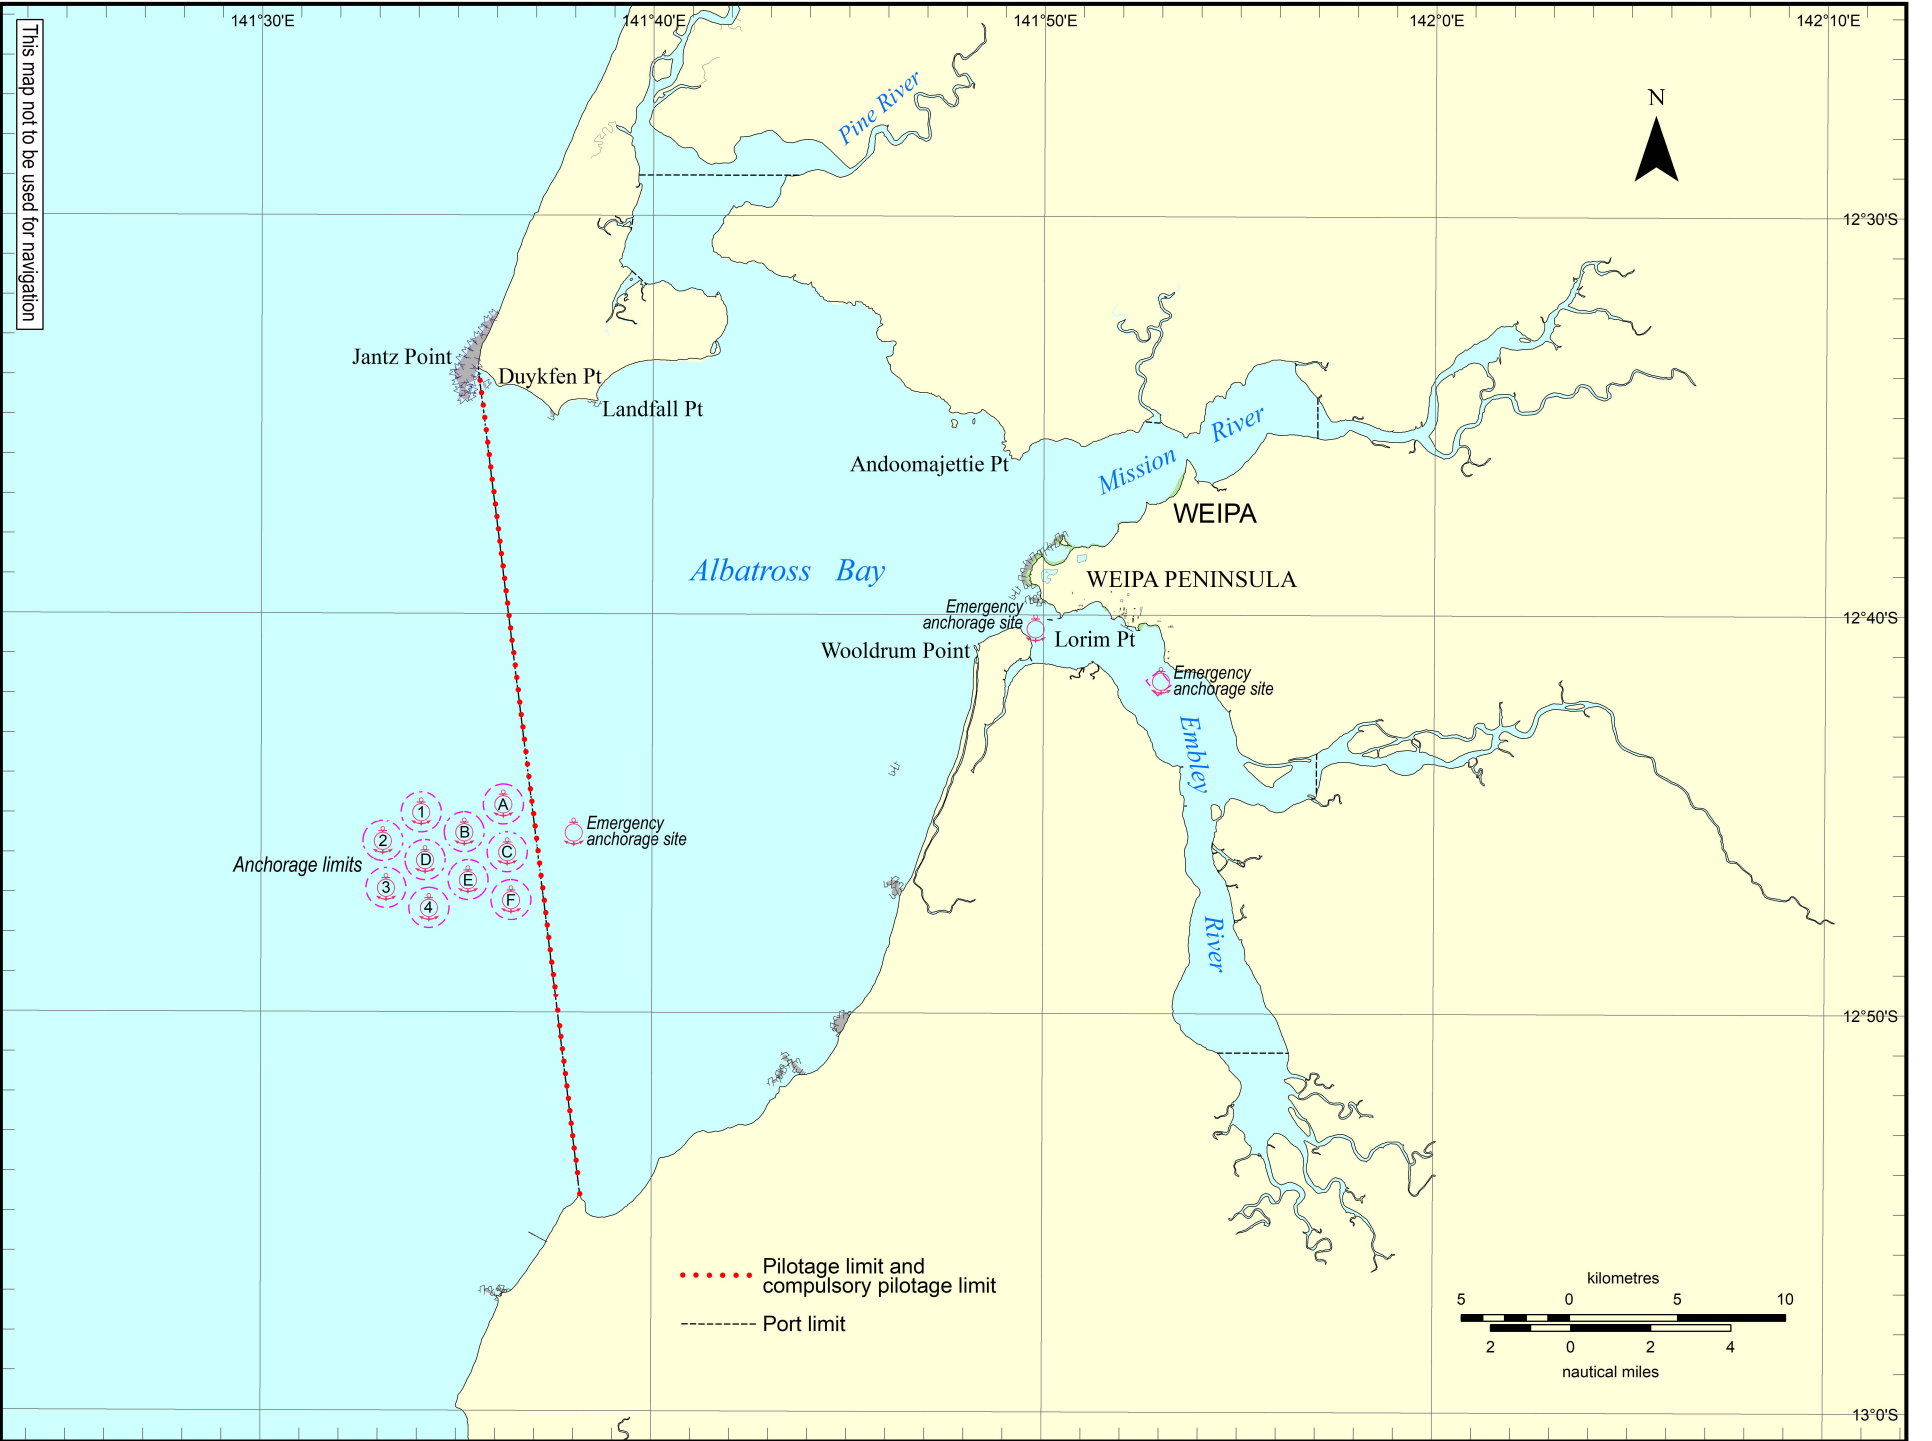 141°30'E
141°40'E
141°50'E
142°0'E
142°10'E
This map not to be used for navigation
Pine River
N
12°30'S
Jantz Point
Duykfen Pt
Landfall Pt
Andoomajettie Pt
Mission River
WEIPA
Albatross Bay
WEIPA PENINSULA
Emergency
anchorage site
12°40'S
Lorim Pt
Wooldrum Point
Emergency
anchorage site
Embley River
A
1
B
2
C
D
E
3
F
4
Anchorage limits
Emergency
anchorage site
12°50'S
Pilotage limit and
compulsory pilotage limit
Port limit
kilometres
5 0 5 10
2 0 2 4
nautical miles
13°0'S